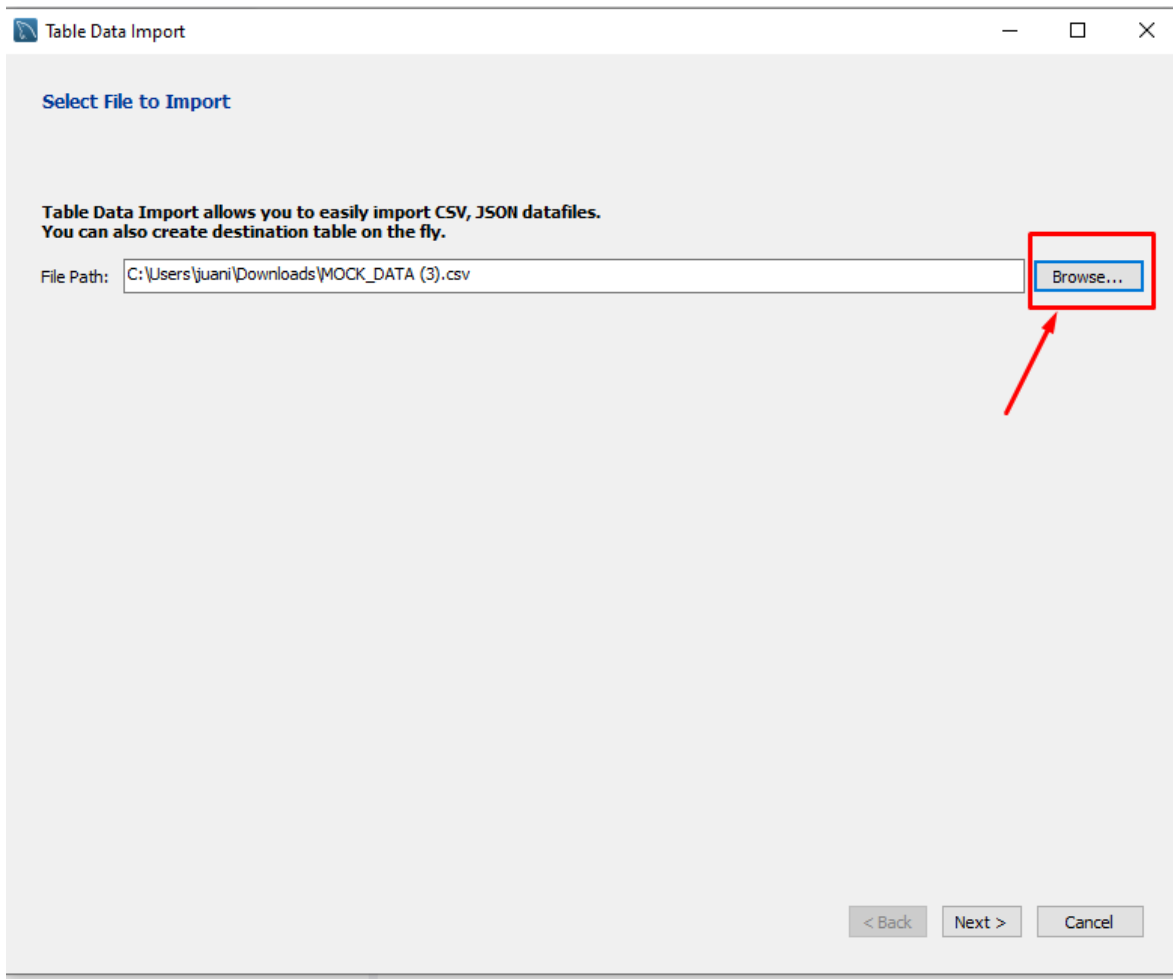 Table Data Import
Select File to Import
Table Data Import allows you to easily import CSV, JSON datafiles.
You can also create destination table on the fly.
File Path: C:\Users\juani\Downloads\MOCK_DATA (3).csv Browse...
< Back Next > Cancel